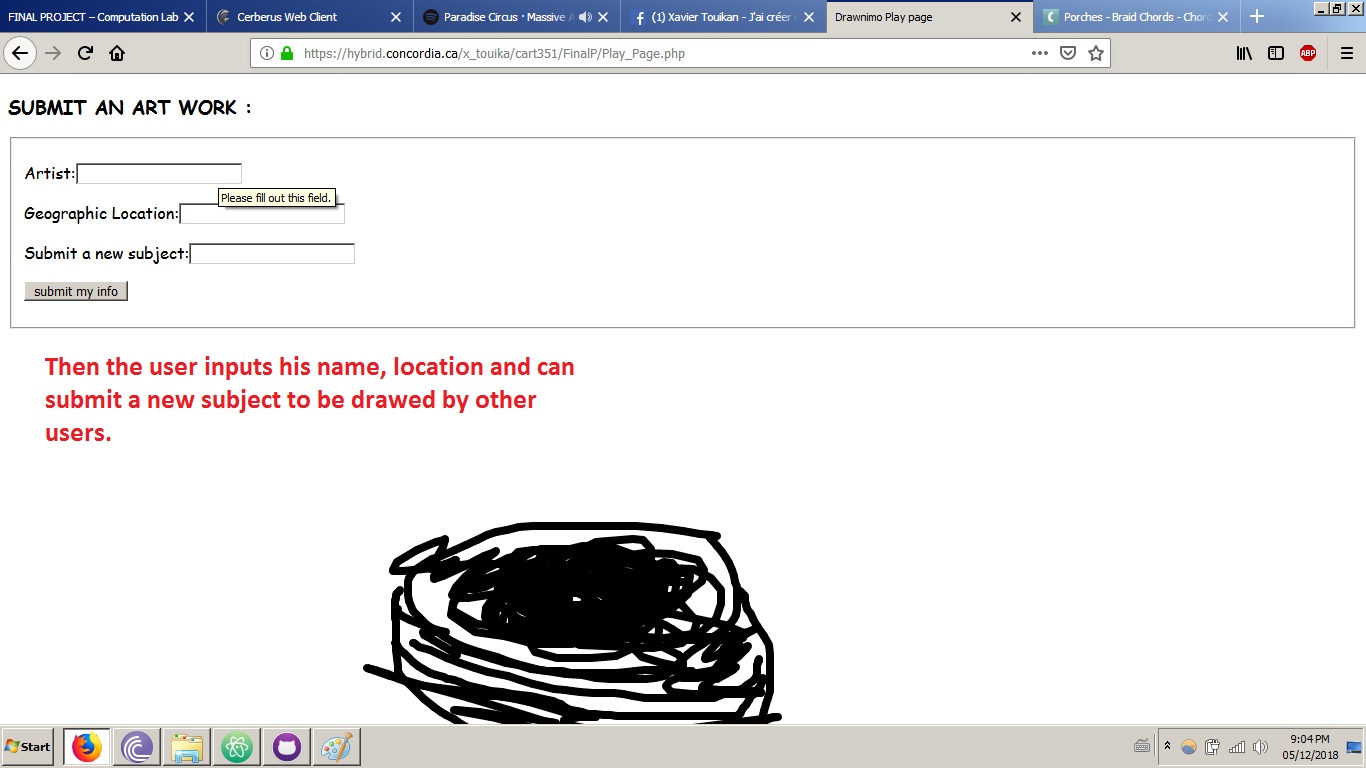 FINAL PROJECT – Computation Lab
Cerberus Web Client
Paradise Circus · Massive A
(1) Xavier Touikan - J'ai créer
Drawnimo Play page
Porches - Braid Chords - Chord
https://hybrid.concordia.ca/x_touika/cart351/FinalP/Play_Page.php
ABP
SUBMIT AN ART WORK :
Artist:
Please fill out this field.
Geographic Location:
Submit a new subject:
submit my info
Then the user inputs his name, location and can
submit a new subject to be drawed by other
users.
Start
9:04 PM
05/12/2018